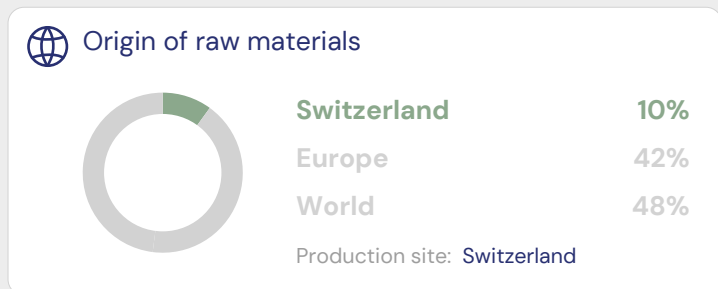 Origin of raw materials
Switzerland 10%
Europe 42%
World 48%
Production site: Switzerland